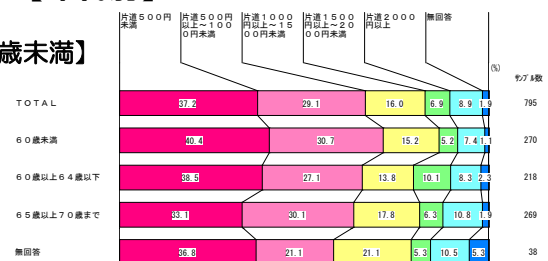 歳未満】
片道500円未満
片道500円以上～1000円未満
片道1000円以上～1500円未満
片道1500円以上～2000円未満
片道2000円以上
無回答
(%)
サンプル数
TOTAL 37.2 29.1 16.0 6.9 8.9 1.9 795
60歳未満 40.4 30.7 15.2 5.2 7.4 1.1 270
60歳以上64歳以下 38.5 27.1 13.8 10.1 8.3 2.3 218
65歳以上70歳まで 33.1 30.1 17.8 6.3 10.8 1.9 269
無回答 36.8 21.1 21.1 5.3 10.5 5.3 38